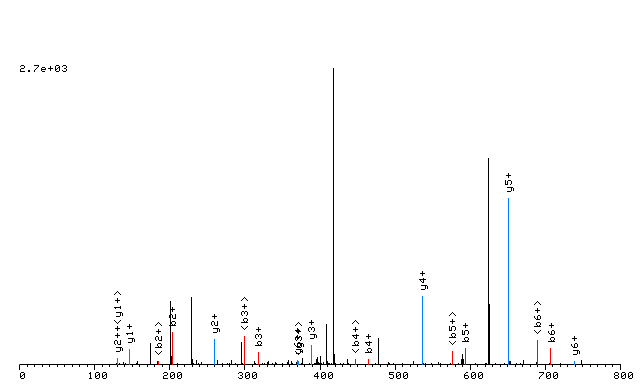 2.7e+03
y2++<y1+>
y1+
<b2+>
b2+
y2+
<b3+>
b3+
y3+
<b4+>
b4+
y4+
<b5+>
b5+
y5+
<b6+>
b6+
y6+
0 100 200 300 400 500 600 700 800